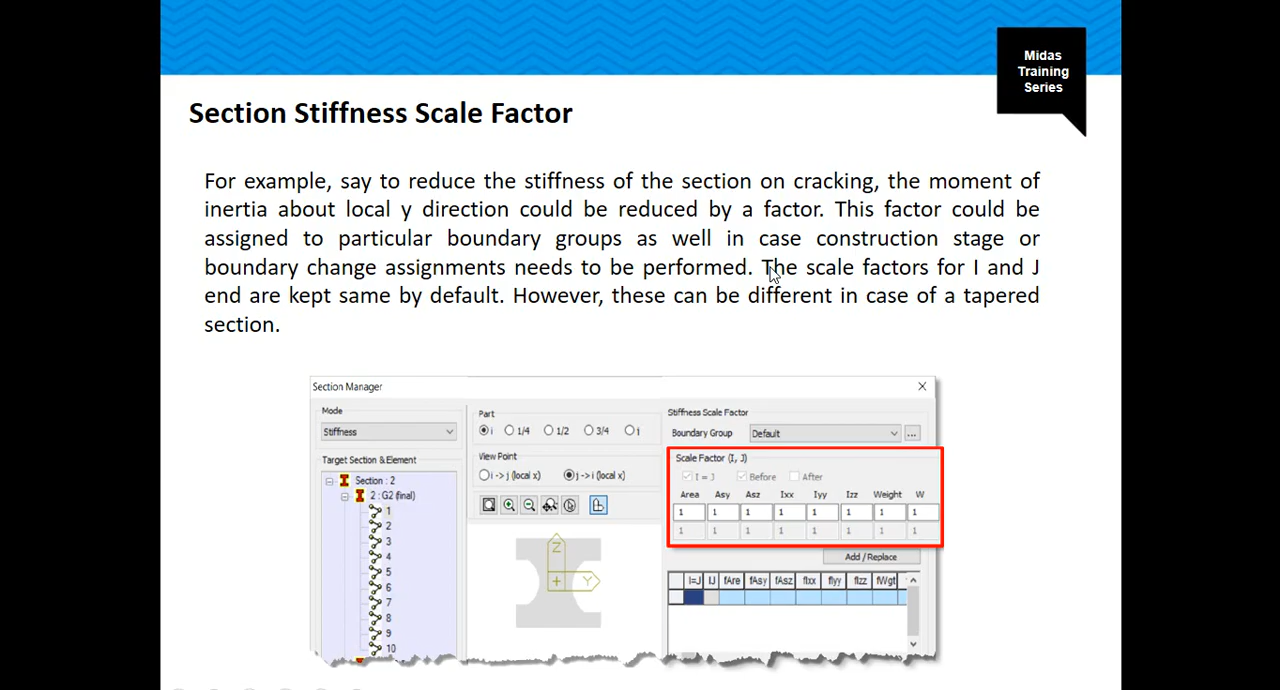 Midas
Training
Series
Section Stiffness Scale Factor
For example, say to reduce the stiffness of the section on cracking, the moment of
inertia about local y direction could be reduced by a factor. This factor could be
assigned to particular boundary groups as well in case construction stage or
boundary change assignments needs to be performed. The scale factors for I and J
end are kept same by default. However, these can be different in case of a tapered
section.
Section Manager
Mode
Stiffness
Target Section & Element
Section : 2
2 : G2 (final)
1
2
3
4
5
6
7
8
9
10
Part
i 1/4 1/2 3/4 j
View Point
i -> j (local x) j -> i (local x)
Z
Y
Stiffness Scale Factor
Boundary Group Default ...
Scale Factor (I, J)
I = J Before After
Area Asy Asz Ixx Iyy Izz Weight W
1 1 1 1 1 1 1 1
1 1 1 1 1 1 1 1
Add / Replace
I=J IJ fAre fAsy fAsz fIxx fIyy fIzz fWgt